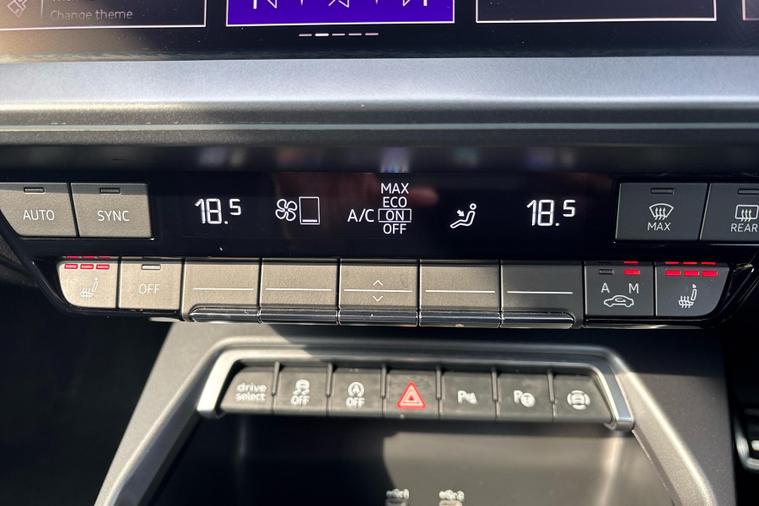 Change theme
MAX
ECO
ON
OFF
A/C
18.5
18.5
AUTO
SYNC
MAX
REAR
OFF
A M
drive
select
OFF
OFF
P
P